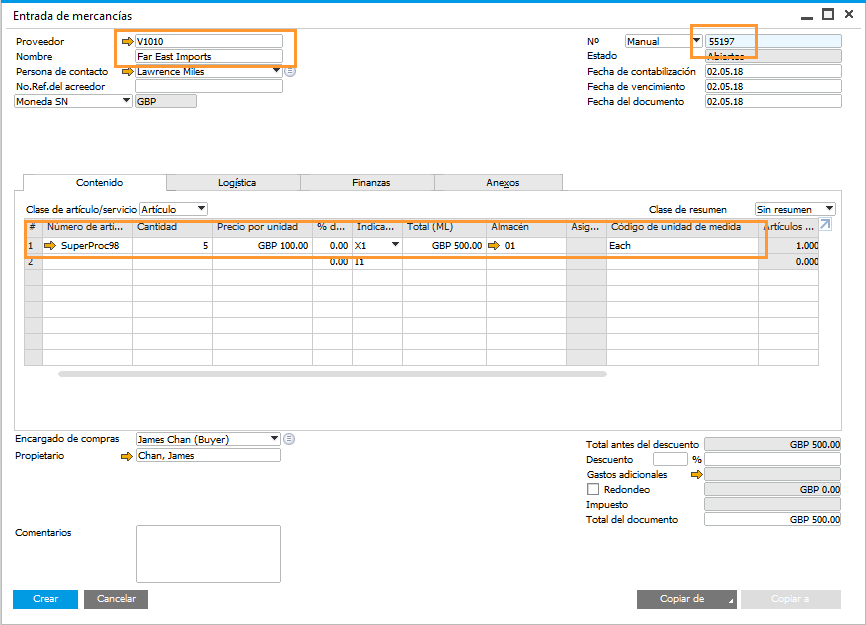 Entrada de mercancías
Proveedor V1010 Nº Manual 55197
Nombre Far East Imports Estado Abiertos
Persona de contacto Lawrence Miles Fecha de contabilización 02.05.18
No.Ref.del acreedor Fecha de vencimiento 02.05.18
Moneda SN GBP Fecha del documento 02.05.18
Contenido Logística Finanzas Anexos
Clase de artículo/servicio Artículo Clase de resumen Sin resumen
# Número de artí... Cantidad Precio por unidad % d... Indica... Total (ML) Almacén Asig... Código de unidad de medida Artículos ...
1 SuperProc98 5 GBP 100.00 0.00 X1 GBP 500.00 01 Each 1.000
2 0.00 I1 0.000
Encargado de compras James Chan (Buyer) Total antes del descuento GBP 500.00
Propietario Chan, James Descuento %
Gastos adicionales
Redondeo GBP 0.00
Impuesto
Comentarios Total del documento GBP 500.00
Crear Cancelar Copiar de Copiar a